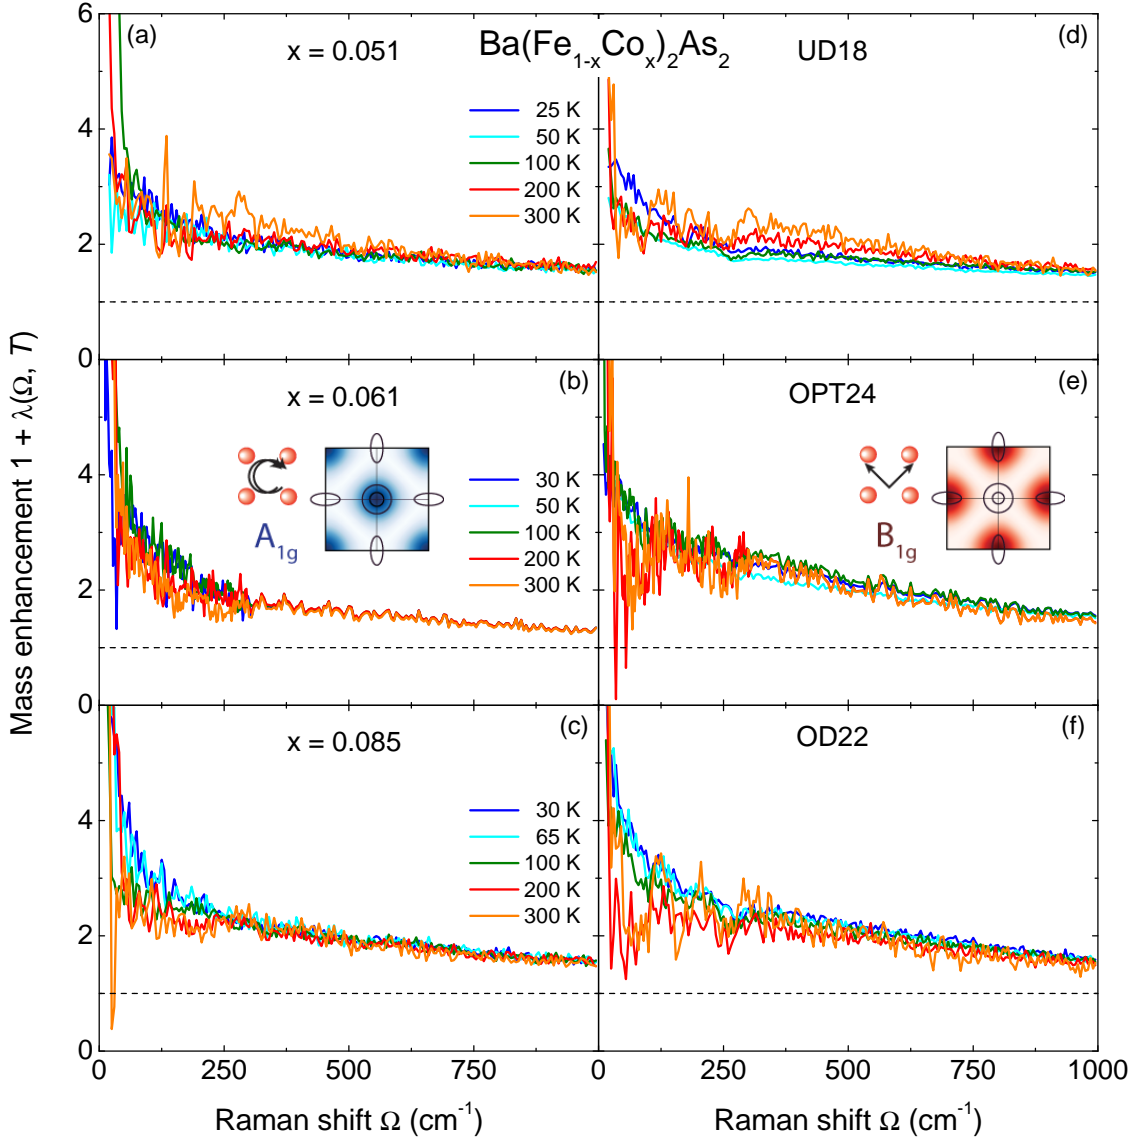 Ba(Fe1-xCox)2As2
(a)
x = 0.051
25 K
50 K
100 K
200 K
300 K
(d)
UD18
6
4
2
0
(b)
x = 0.061
A1g
30 K
50 K
100 K
200 K
300 K
(e)
OPT24
B1g
4
2
0
(c)
x = 0.085
30 K
65 K
100 K
200 K
300 K
(f)
OD22
4
2
0
Mass enhancement 1 + λ(Ω, T)
0 250 500 750 0 250 500 750 1000
Raman shift Ω (cm-1) Raman shift Ω (cm-1)